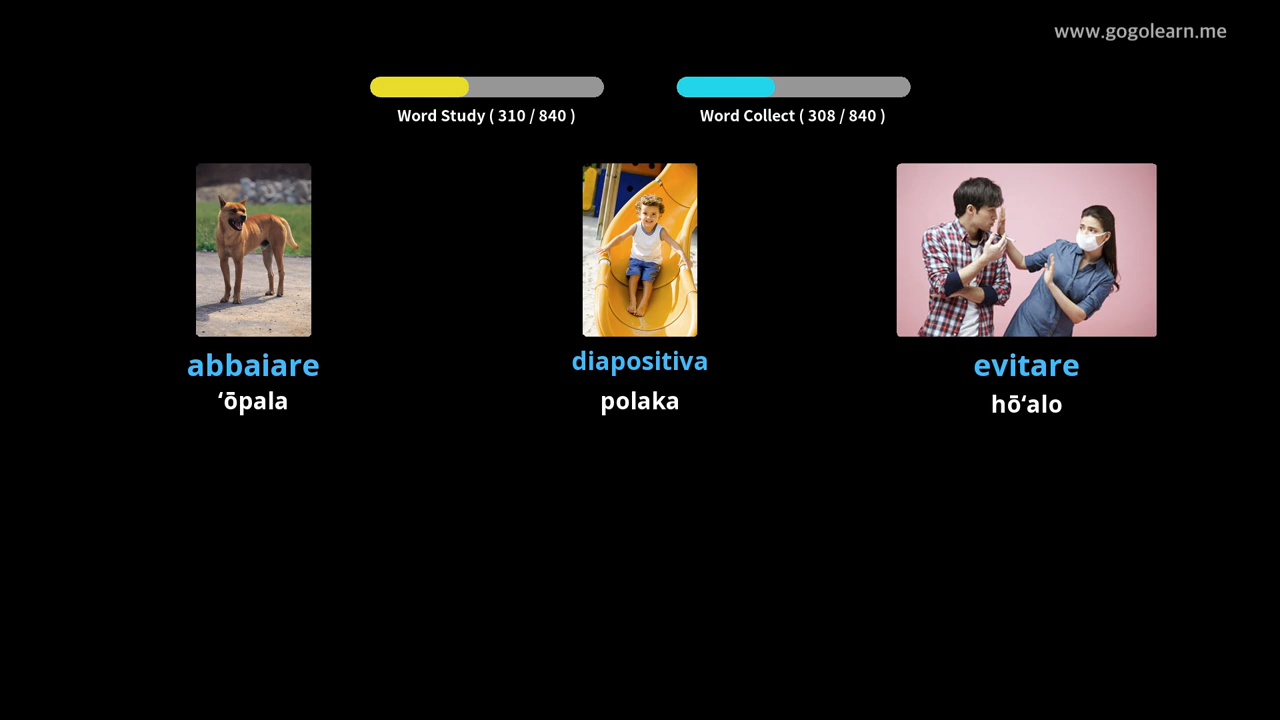 www.gogolearn.me
Word Study ( 310 / 840 )
Word Collect ( 308 / 840 )
abbaiare
ʻōpala
diapositiva
polaka
evitare
hōʻalo